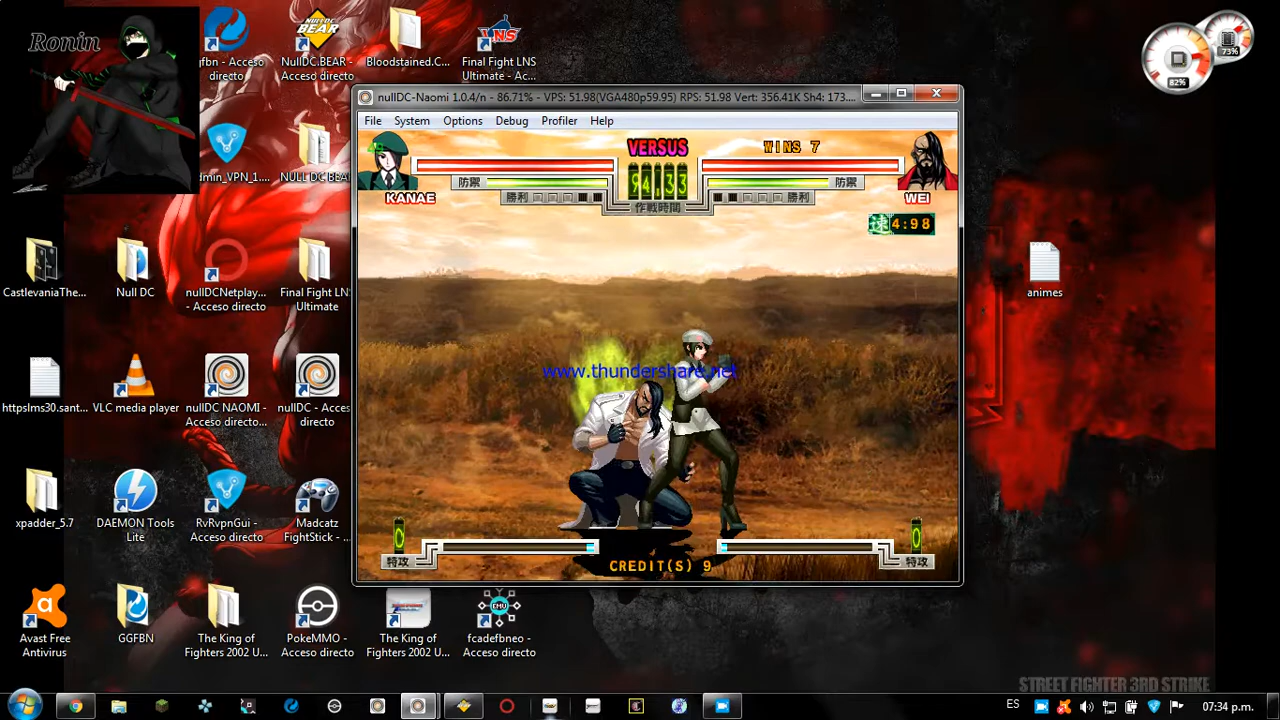 Ronin
gfbn - Acceso
directo
NULLDC
BEAR
NullDC.BEAR -
Acceso directo
Bloodstained.C...
LNS
Final Fight LNS
Ultimate - Ac...
82%
73%
nullDC-Naomi 1.0.4/n - 86.71% - VPS: 51.98(VGA480p59.95) RPS: 51.98 Vert: 356.41K Sh4: 173....
File System Options Debug Profiler Help
VERSUS
WINS 7
94.33
防禦
防禦
KANAE
WEI
勝利
勝利
作戦時間
4:98
www.thundershare.net
特攻
特攻
0
0
CREDIT(S) 9
dmin_VPN_1....
NULL DC BEA
CastlevaniaThe...
Null DC
nullDCNetplay...
- Acceso directo
Final Fight LN
Ultimate
animes
httpslms30.sant...
VLC media player
nullDC NAOMI -
Acceso directo...
nullDC - Acces
directo
xpadder_5.7
DAEMON Tools
Lite
RvRvpnGui -
Acceso directo
Madcatz
FightStick - ...
Avast Free
Antivirus
GGFBN
The King of
Fighters 2002 U...
PokeMMO -
Acceso directo
The King of
Fighters 2002 U...
EMU
fcadefbneo -
Acceso directo
STREET FIGHTER 3RD STRIKE
ES
07:34 p.m.